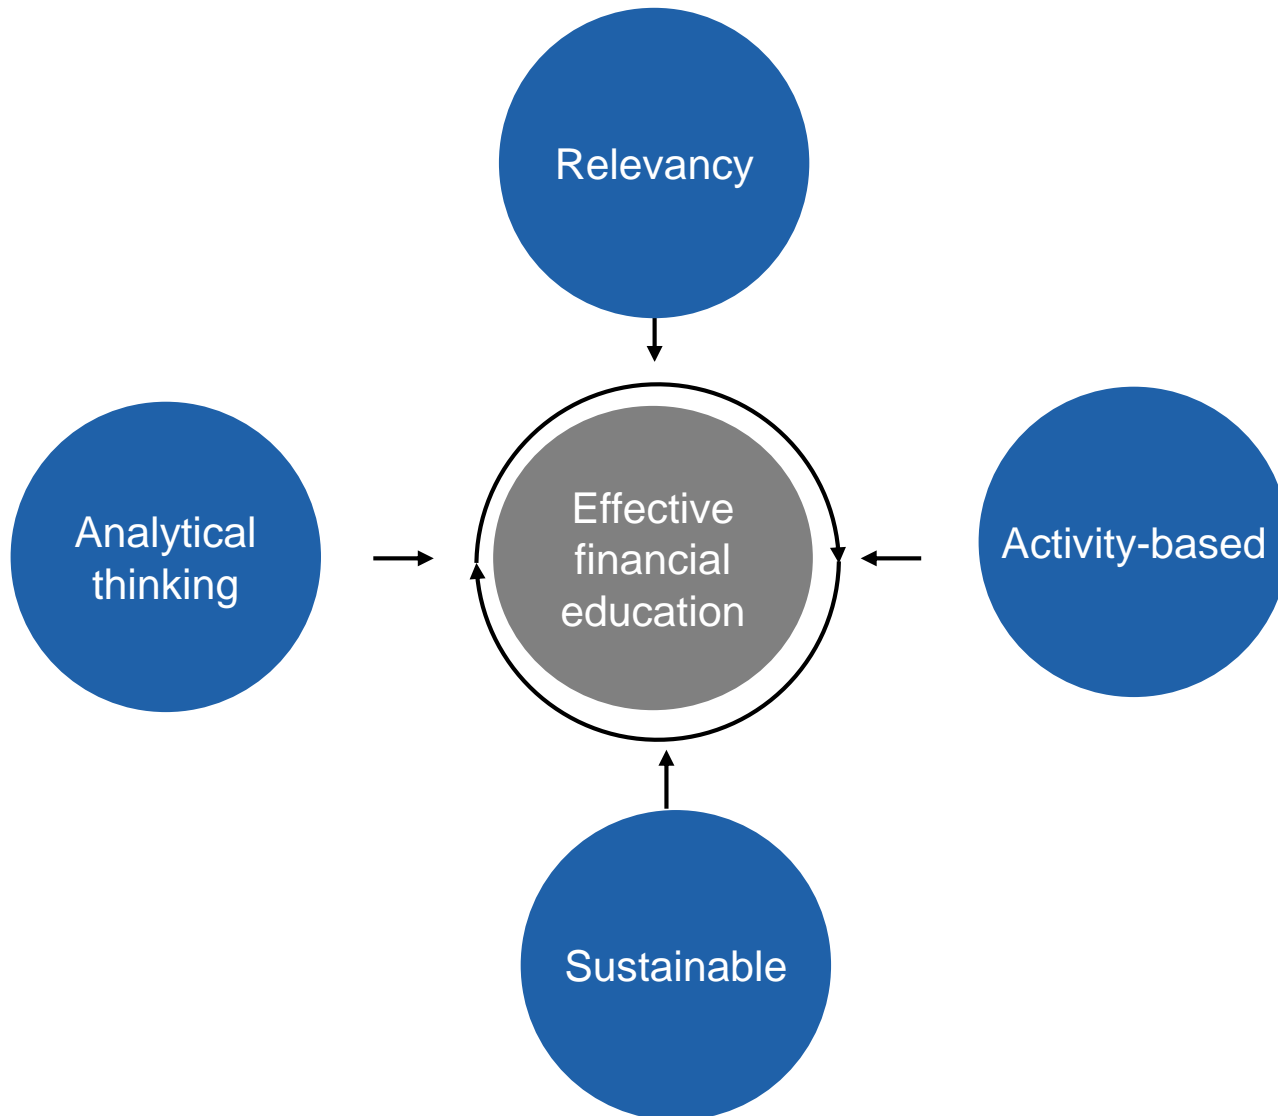 Relevancy
Analytical
thinking
Effective
financial
education
Activity-based
Sustainable